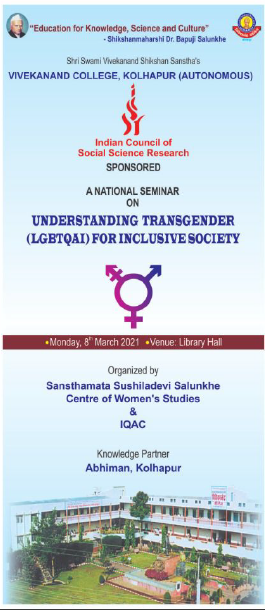 "Education for Knowledge, Science and Culture"
- Shikshanmaharshi Dr. Bapuji Salunkhe
Shri Swami Vivekanand Shikshan Sanstha's
VIVEKANAND COLLEGE, KOLHAPUR (AUTONOMOUS)
Indian Council of
Social Science Research
SPONSORED
A NATIONAL SEMINAR
ON
UNDERSTANDING TRANSGENDER
(LGBTQAI) FOR INCLUSIVE SOCIETY
•Monday, 8th March 2021 •Venue: Library Hall
Organized by
Sansthamata Sushiladevi Salunkhe
Centre of Women's Studies
&
IQAC
Knowledge Partner
Abhiman, Kolhapur